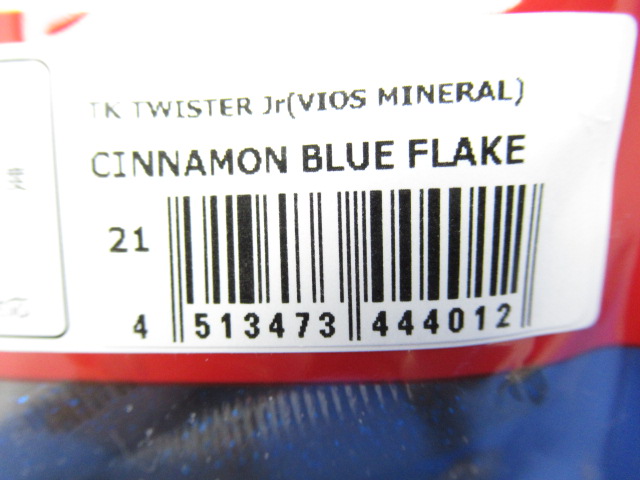 TK TWISTER Jr(VIOS MINERAL)
CINNAMON BLUE FLAKE
21
4 513473 444012